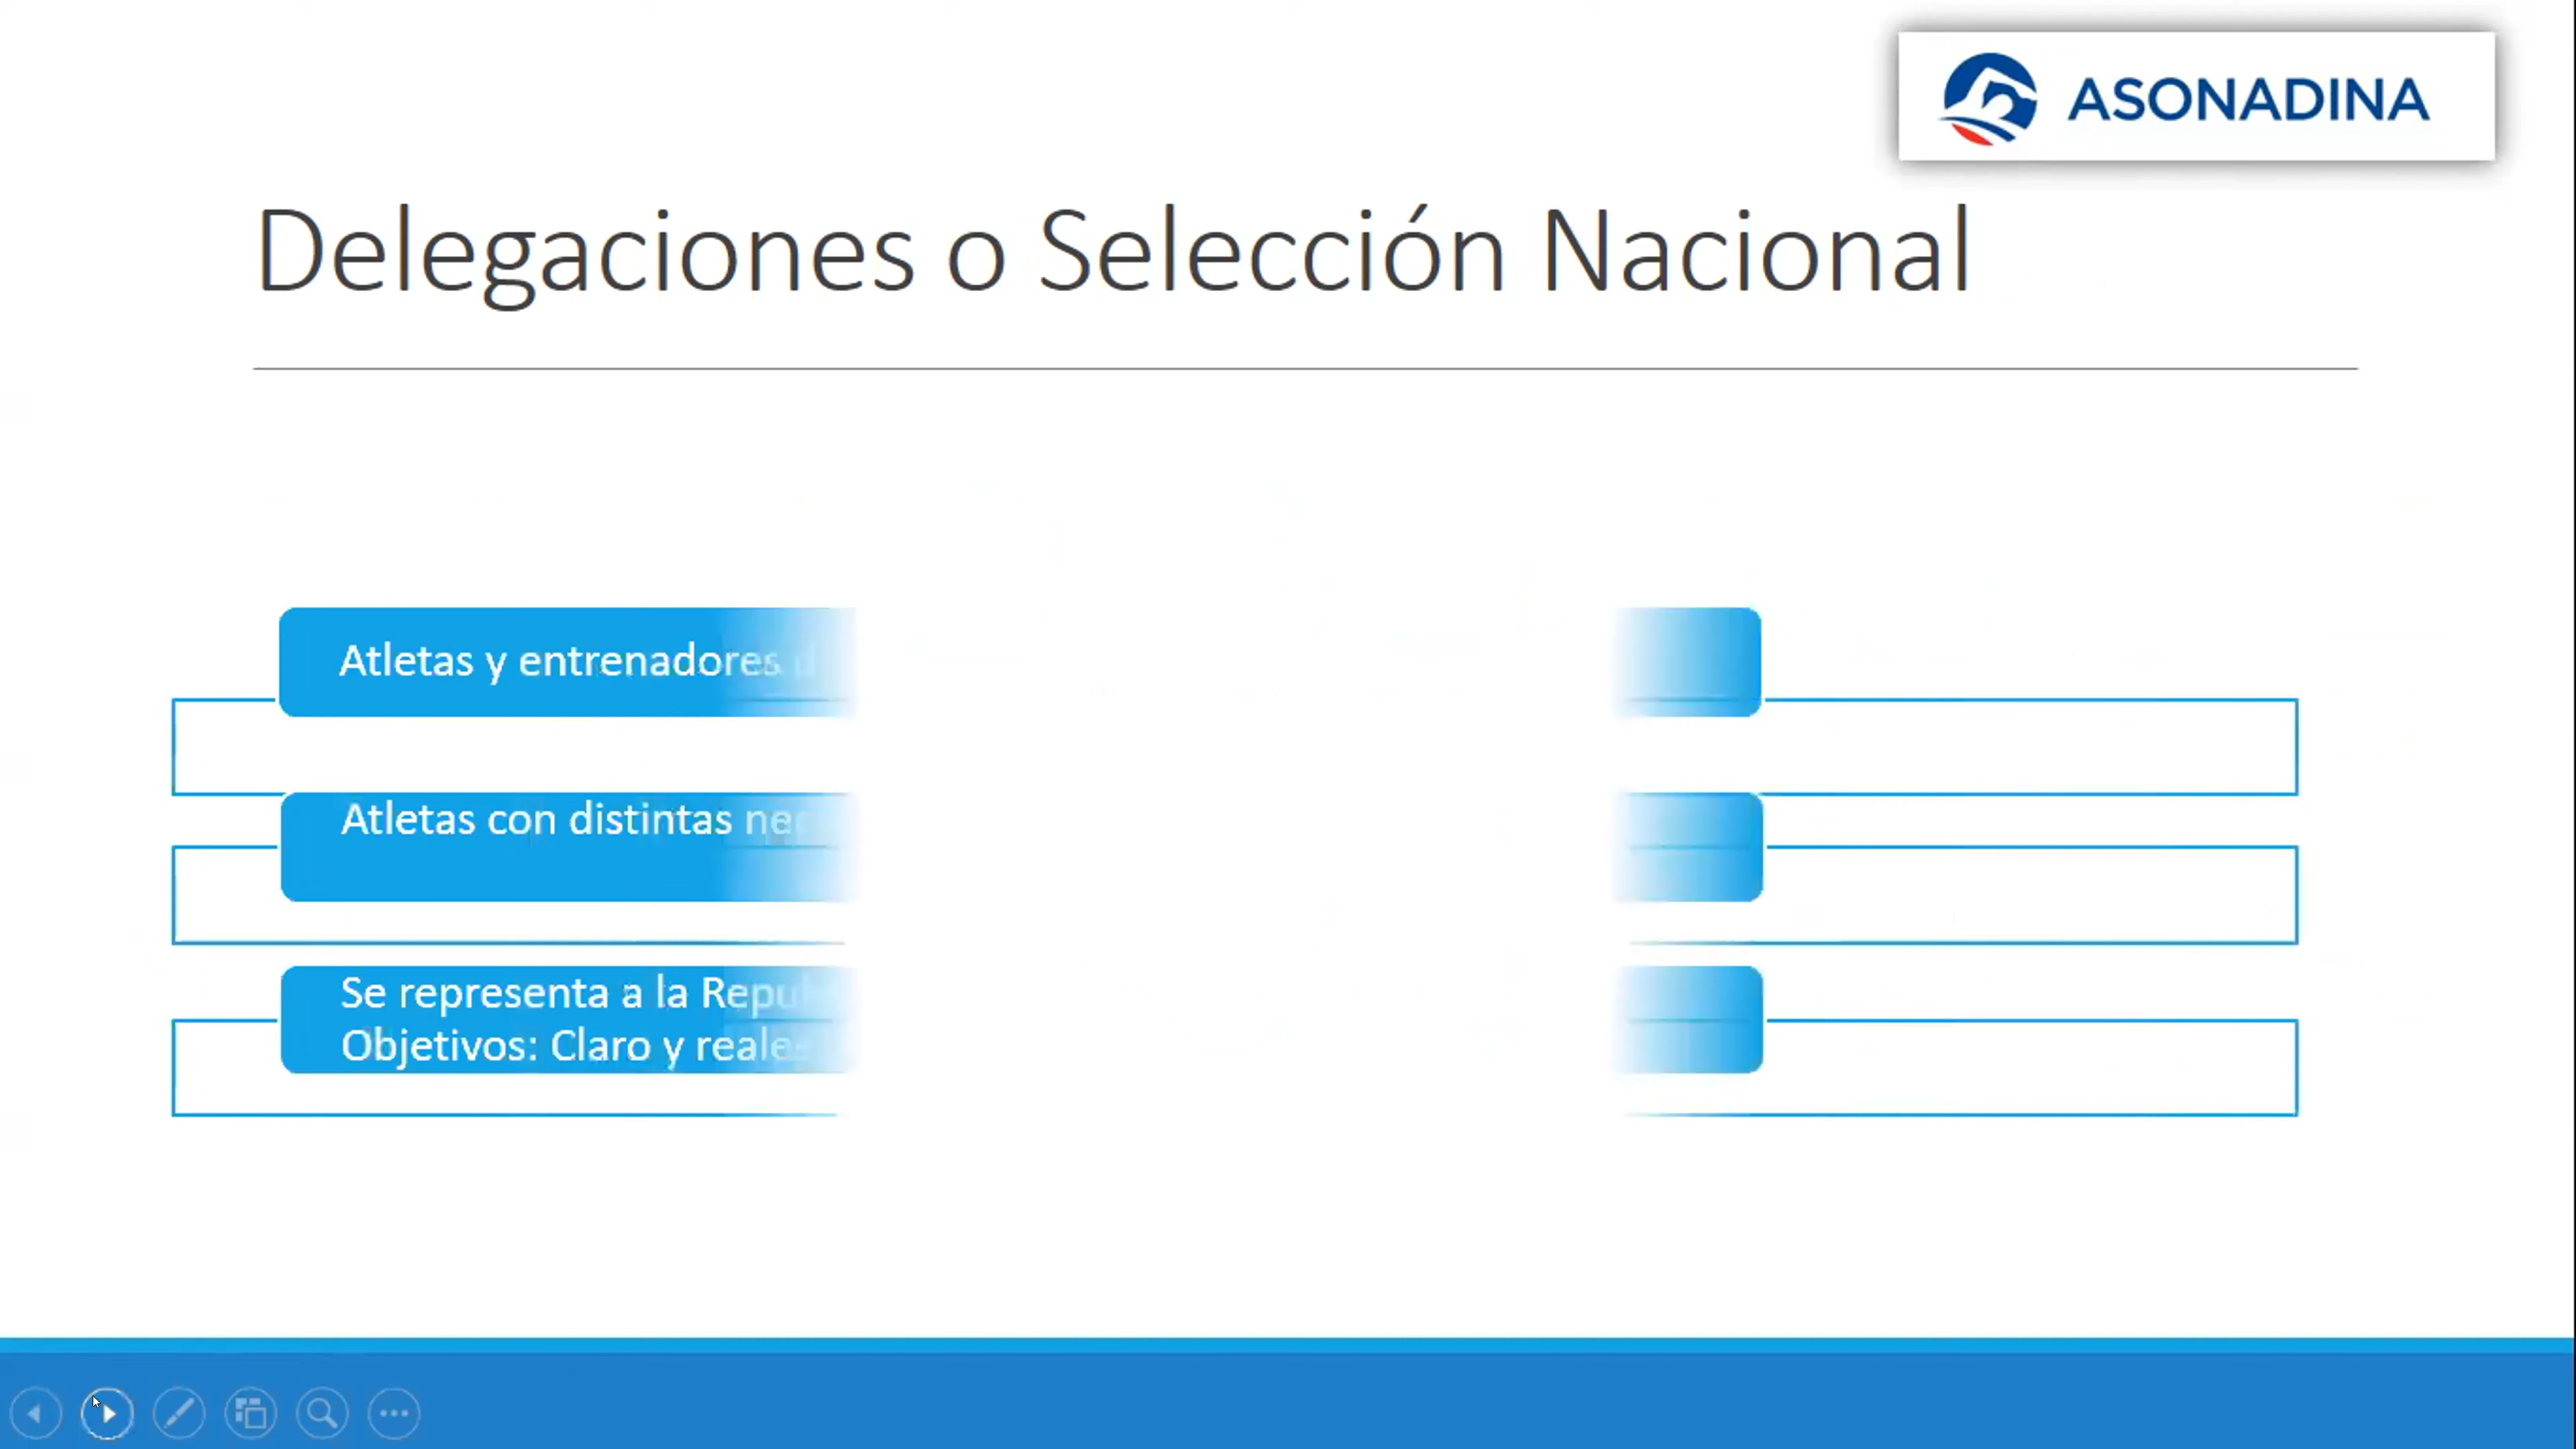 ASONADINA
Delegaciones o Selección Nacional
Atletas y entrenadores
Atletas con distintas
Se representa a la
Objetivos: Claro y